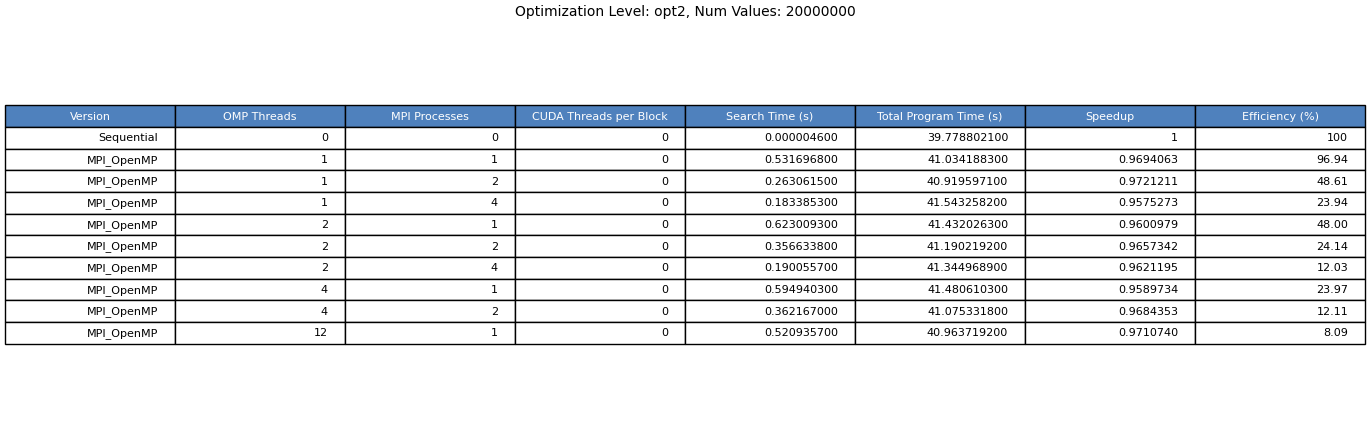 Optimization Level: opt2, Num Values: 20000000
Version OMP Threads MPI Processes CUDA Threads per Block Search Time (s) Total Program Time (s) Speedup Efficiency (%)
Sequential 0 0 0 0.000004600 39.778802100 1 100
MPI_OpenMP 1 1 0 0.531696800 41.034188300 0.9694063 96.94
MPI_OpenMP 1 2 0 0.263061500 40.919597100 0.9721211 48.61
MPI_OpenMP 1 4 0 0.183385300 41.543258200 0.9575273 23.94
MPI_OpenMP 2 1 0 0.623009300 41.432026300 0.9600979 48.00
MPI_OpenMP 2 2 0 0.356633800 41.190219200 0.9657342 24.14
MPI_OpenMP 2 4 0 0.190055700 41.344968900 0.9621195 12.03
MPI_OpenMP 4 1 0 0.594940300 41.480610300 0.9589734 23.97
MPI_OpenMP 4 2 0 0.362167000 41.075331800 0.9684353 12.11
MPI_OpenMP 12 1 0 0.520935700 40.963719200 0.9710740 8.09